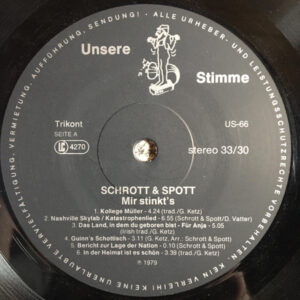 AUFFÜHRUNG, SENDUNG! · ALLE URHEBER- UND LEISTUNGSSCHUTZRECHTE VORBEHALTEN. KEIN VERLEIH! KEINE UNERLAUBTE VERVIELFÄLTIGUNG, VERMIETUNG,
Unsere
Stimme
Trikont
US-66
SEITE A
LC 4270
stereo 33/30
SCHROTT & SPOTT
Mir stinkt's
1. Kollege Müller - 4:24 (trad./G. Ketz)
2. Nashville Skylab / Katastrophenlied - 6:55 (Schrott & Spott/O. Vatter)
3. Das Land, in dem du geboren bist - Für Anja - 5.05
(irish trad./G. Ketz)
4. Guinn's Schottisch - 3.11 (G. Ketz, Arr.: Schrott & Spott)
5. Bericht zur Lage der Nation - 0:10 (Schrott & Spott)
6. In der Heimat ist es schön - 3.39 (trad./G. Ketz)
℗ 1979